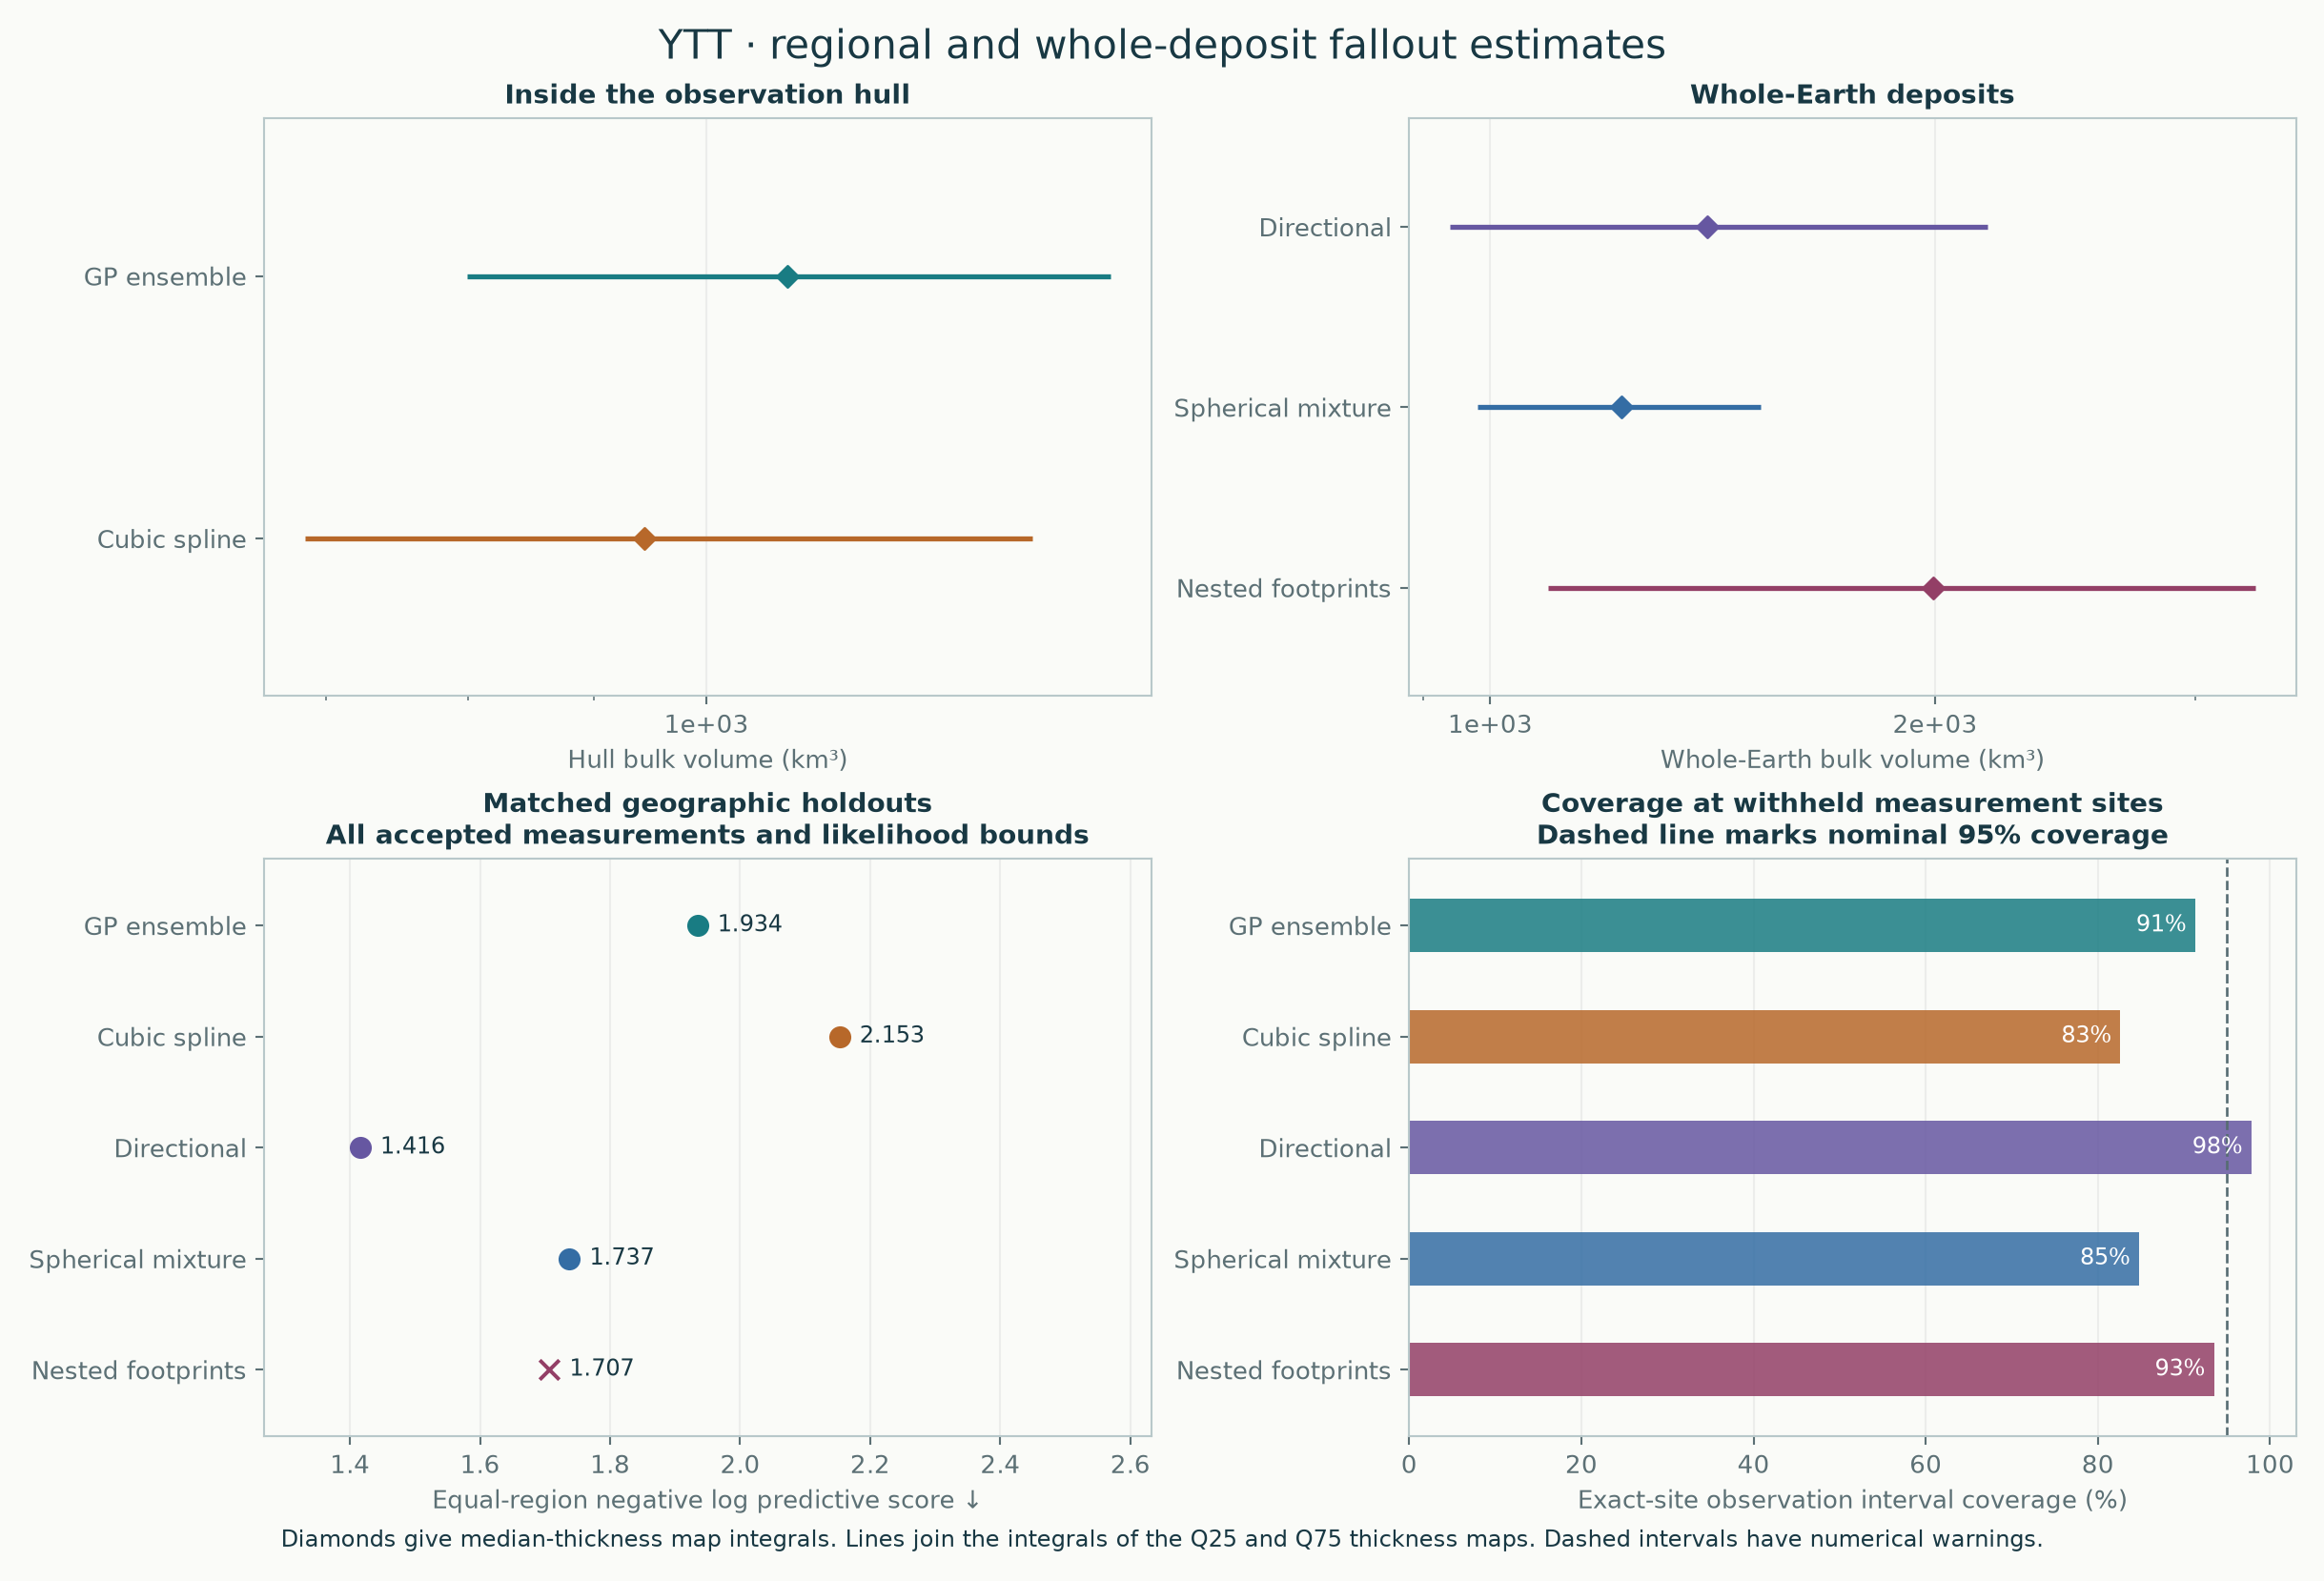 YTT · regional and whole-deposit fallout estimates
Inside the observation hull
GP ensemble
Cubic spline
1e+03
Hull bulk volume (km³)
Whole-Earth deposits
Directional
Spherical mixture
Nested footprints
1e+03 2e+03
Whole-Earth bulk volume (km³)
Matched geographic holdouts
All accepted measurements and likelihood bounds
GP ensemble 1.934
Cubic spline 2.153
Directional 1.416
Spherical mixture 1.737
Nested footprints 1.707
1.4 1.6 1.8 2.0 2.2 2.4 2.6
Equal-region negative log predictive score ↓
Coverage at withheld measurement sites
Dashed line marks nominal 95% coverage
GP ensemble 91%
Cubic spline 83%
Directional 98%
Spherical mixture 85%
Nested footprints 93%
0 20 40 60 80 100
Exact-site observation interval coverage (%)
Diamonds give median-thickness map integrals. Lines join the integrals of the Q25 and Q75 thickness maps. Dashed intervals have numerical warnings.